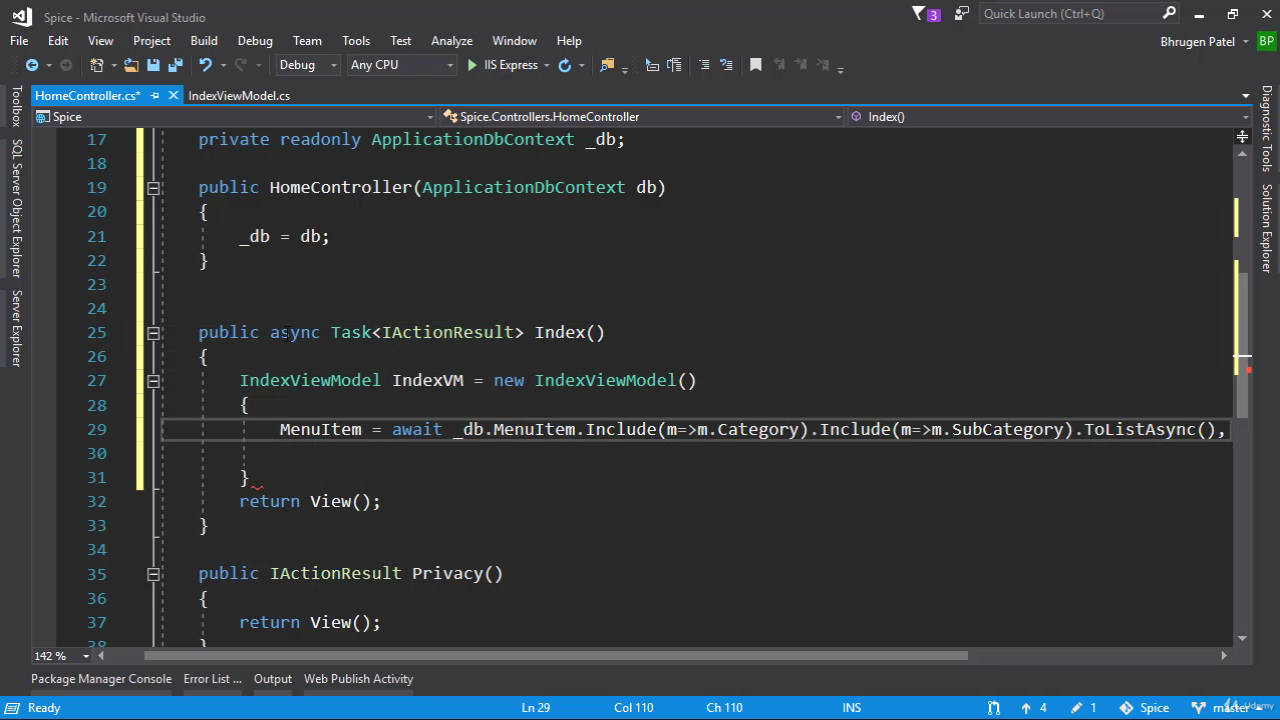 Spice - Microsoft Visual Studio
3
Quick Launch (Ctrl+Q)
File Edit View Project Build Debug Team Tools Test Analyze Window Help
Bhrugen Patel BP
Debug Any CPU IIS Express
HomeController.cs* IndexViewModel.cs
Spice Spice.Controllers.HomeController Index()
Toolbox
SQL Server Object Explorer
Server Explorer
Diagnostic Tools
Solution Explorer
17 private readonly ApplicationDbContext _db;
18
19 public HomeController(ApplicationDbContext db)
20 {
21 _db = db;
22 }
23
24
25 public async Task<IActionResult> Index()
26 {
27 IndexViewModel IndexVM = new IndexViewModel()
28 {
29 MenuItem = await _db.MenuItem.Include(m=>m.Category).Include(m=>m.SubCategory).ToListAsync(),
30
31 }
32 return View();
33 }
34
35 public IActionResult Privacy()
36 {
37 return View();
38 }
142 %
Package Manager Console Error List ... Output Web Publish Activity
Ready Ln 29 Col 110 Ch 110 INS 4 1 Spice master
Udemy